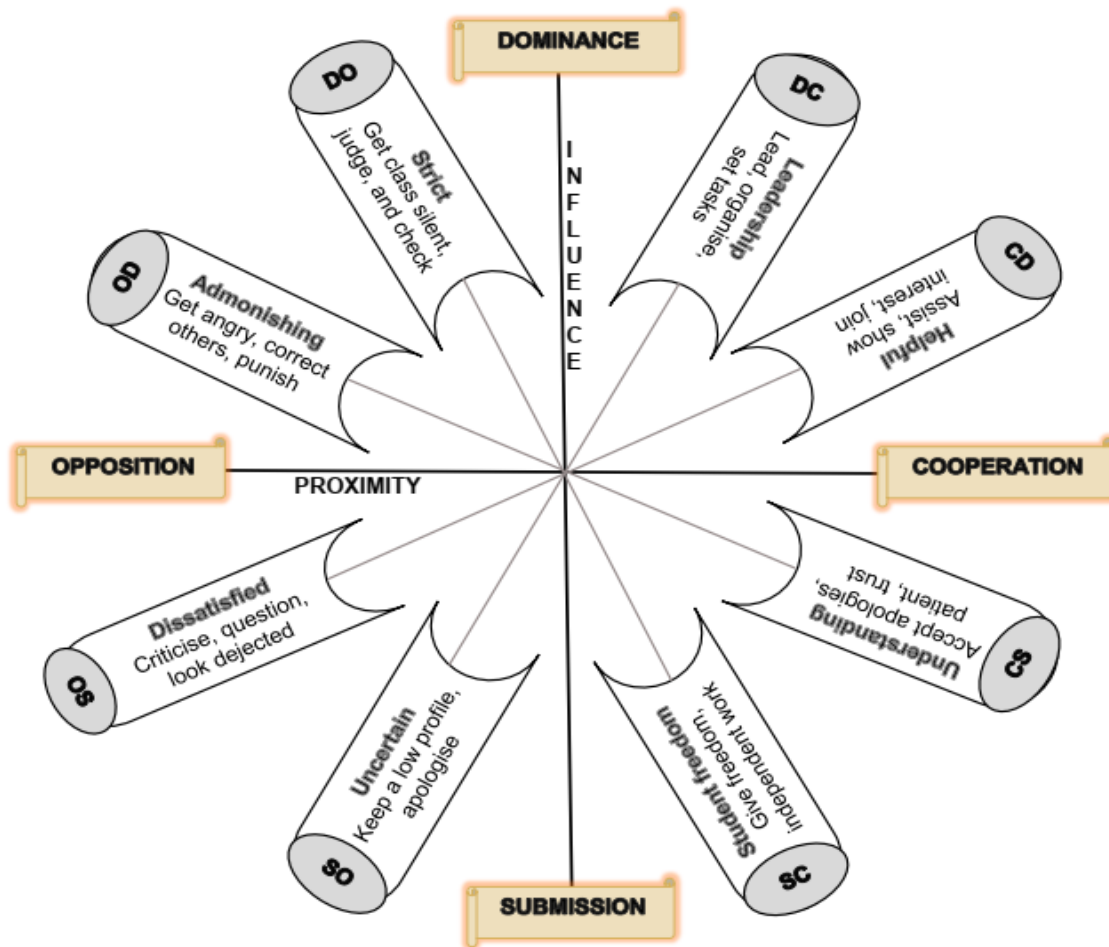 DOMINANCE
DO
Strict
Get class silent,
judge, and check
INFLUENCE
DC
Leadership
Lead, organise,
set tasks
OD
Admonishing
Get angry, correct
others, punish
CD
Helpful
Assist, show
interest, join
OPPOSITION
PROXIMITY
COOPERATION
OS
Dissatisfied
Criticise, question,
look dejected
CS
Understanding
Accept apologies,
patient, trust
SO
Uncertain
Keep a low profile,
apologise
SC
Student freedom
Give freedom,
independent work
SUBMISSION